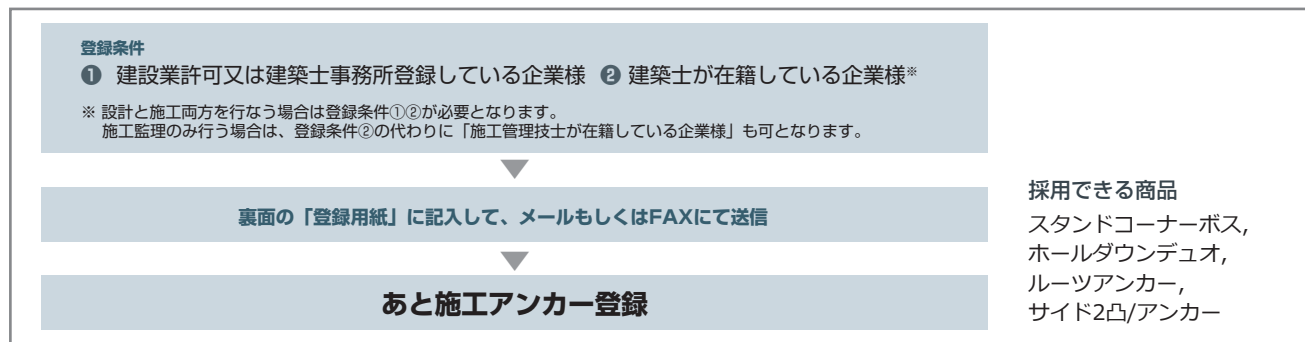 登録条件
❶ 建設業許可又は建築士事務所登録している企業様 ❷ 建築士が在籍している企業様※
※ 設計と施工両方を行なう場合は登録条件①②が必要となります。
施工監理のみ行う場合は、登録条件②の代わりに「施工管理技士が在籍している企業様」も可となります。
裏面の「登録用紙」に記入して、メールもしくはFAXにて送信
あと施工アンカー登録
採用できる商品
スタンドコーナーボス,
ホールダウンデュオ,
ルーツアンカー,
サイド2凸/アンカー